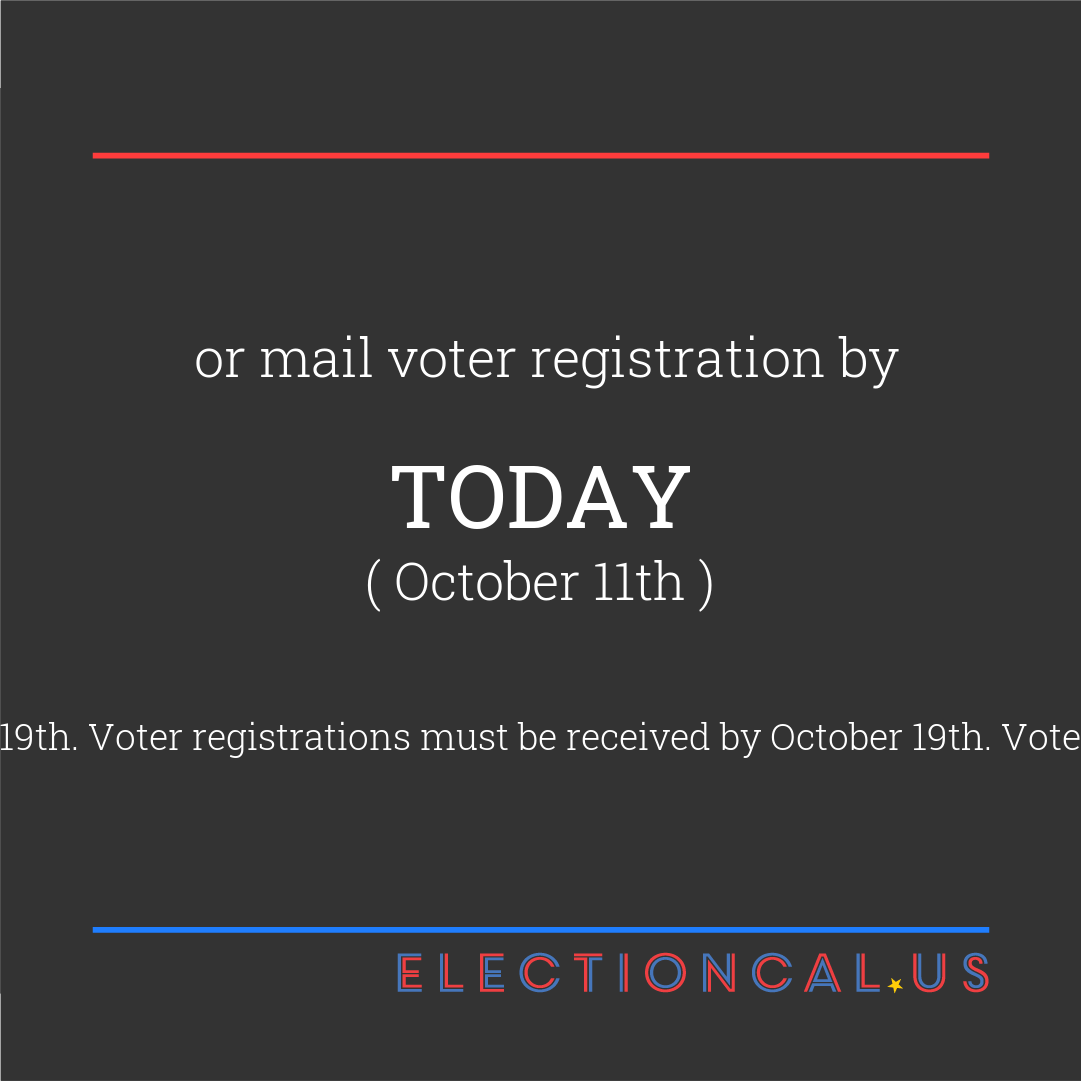 or mail voter registration by
TODAY
( October 11th )
19th. Voter registrations must be received by October 19th. Vote
ELECTIONCAL.US